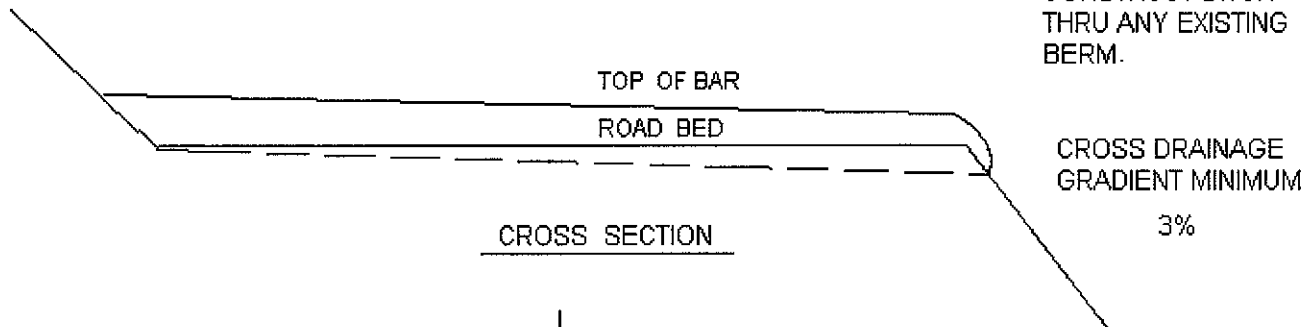 THRU ANY EXISTING
BERM.
TOP OF BAR
ROAD BED
CROSS DRAINAGE
GRADIENT MINIMUM
3%
CROSS SECTION